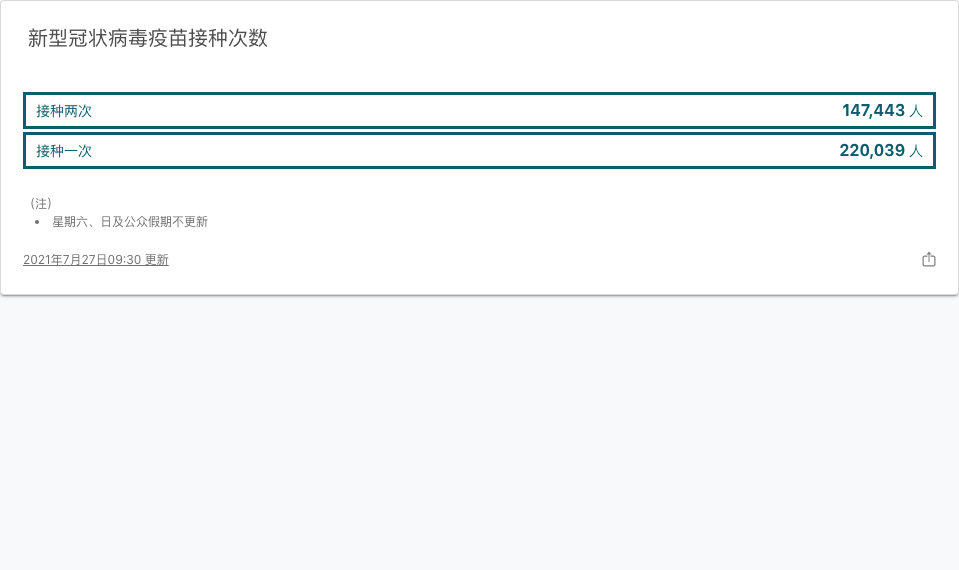 新型冠状病毒疫苗接种次数
接种两次 147,443 人
接种一次 220,039 人
(注)
• 星期六、日及公众假期不更新
2021年7月27日09:30 更新